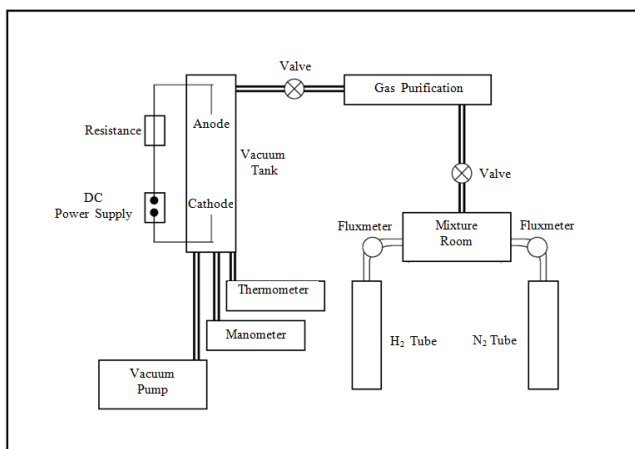 Valve
Gas Purification
Resistance
Anode
Vacuum
Tank
Valve
DC
Power Supply
Cathode
Fluxmeter
Mixture
Room
Fluxmeter
Thermometer
Manometer
H₂ Tube
N₂ Tube
Vacuum
Pump